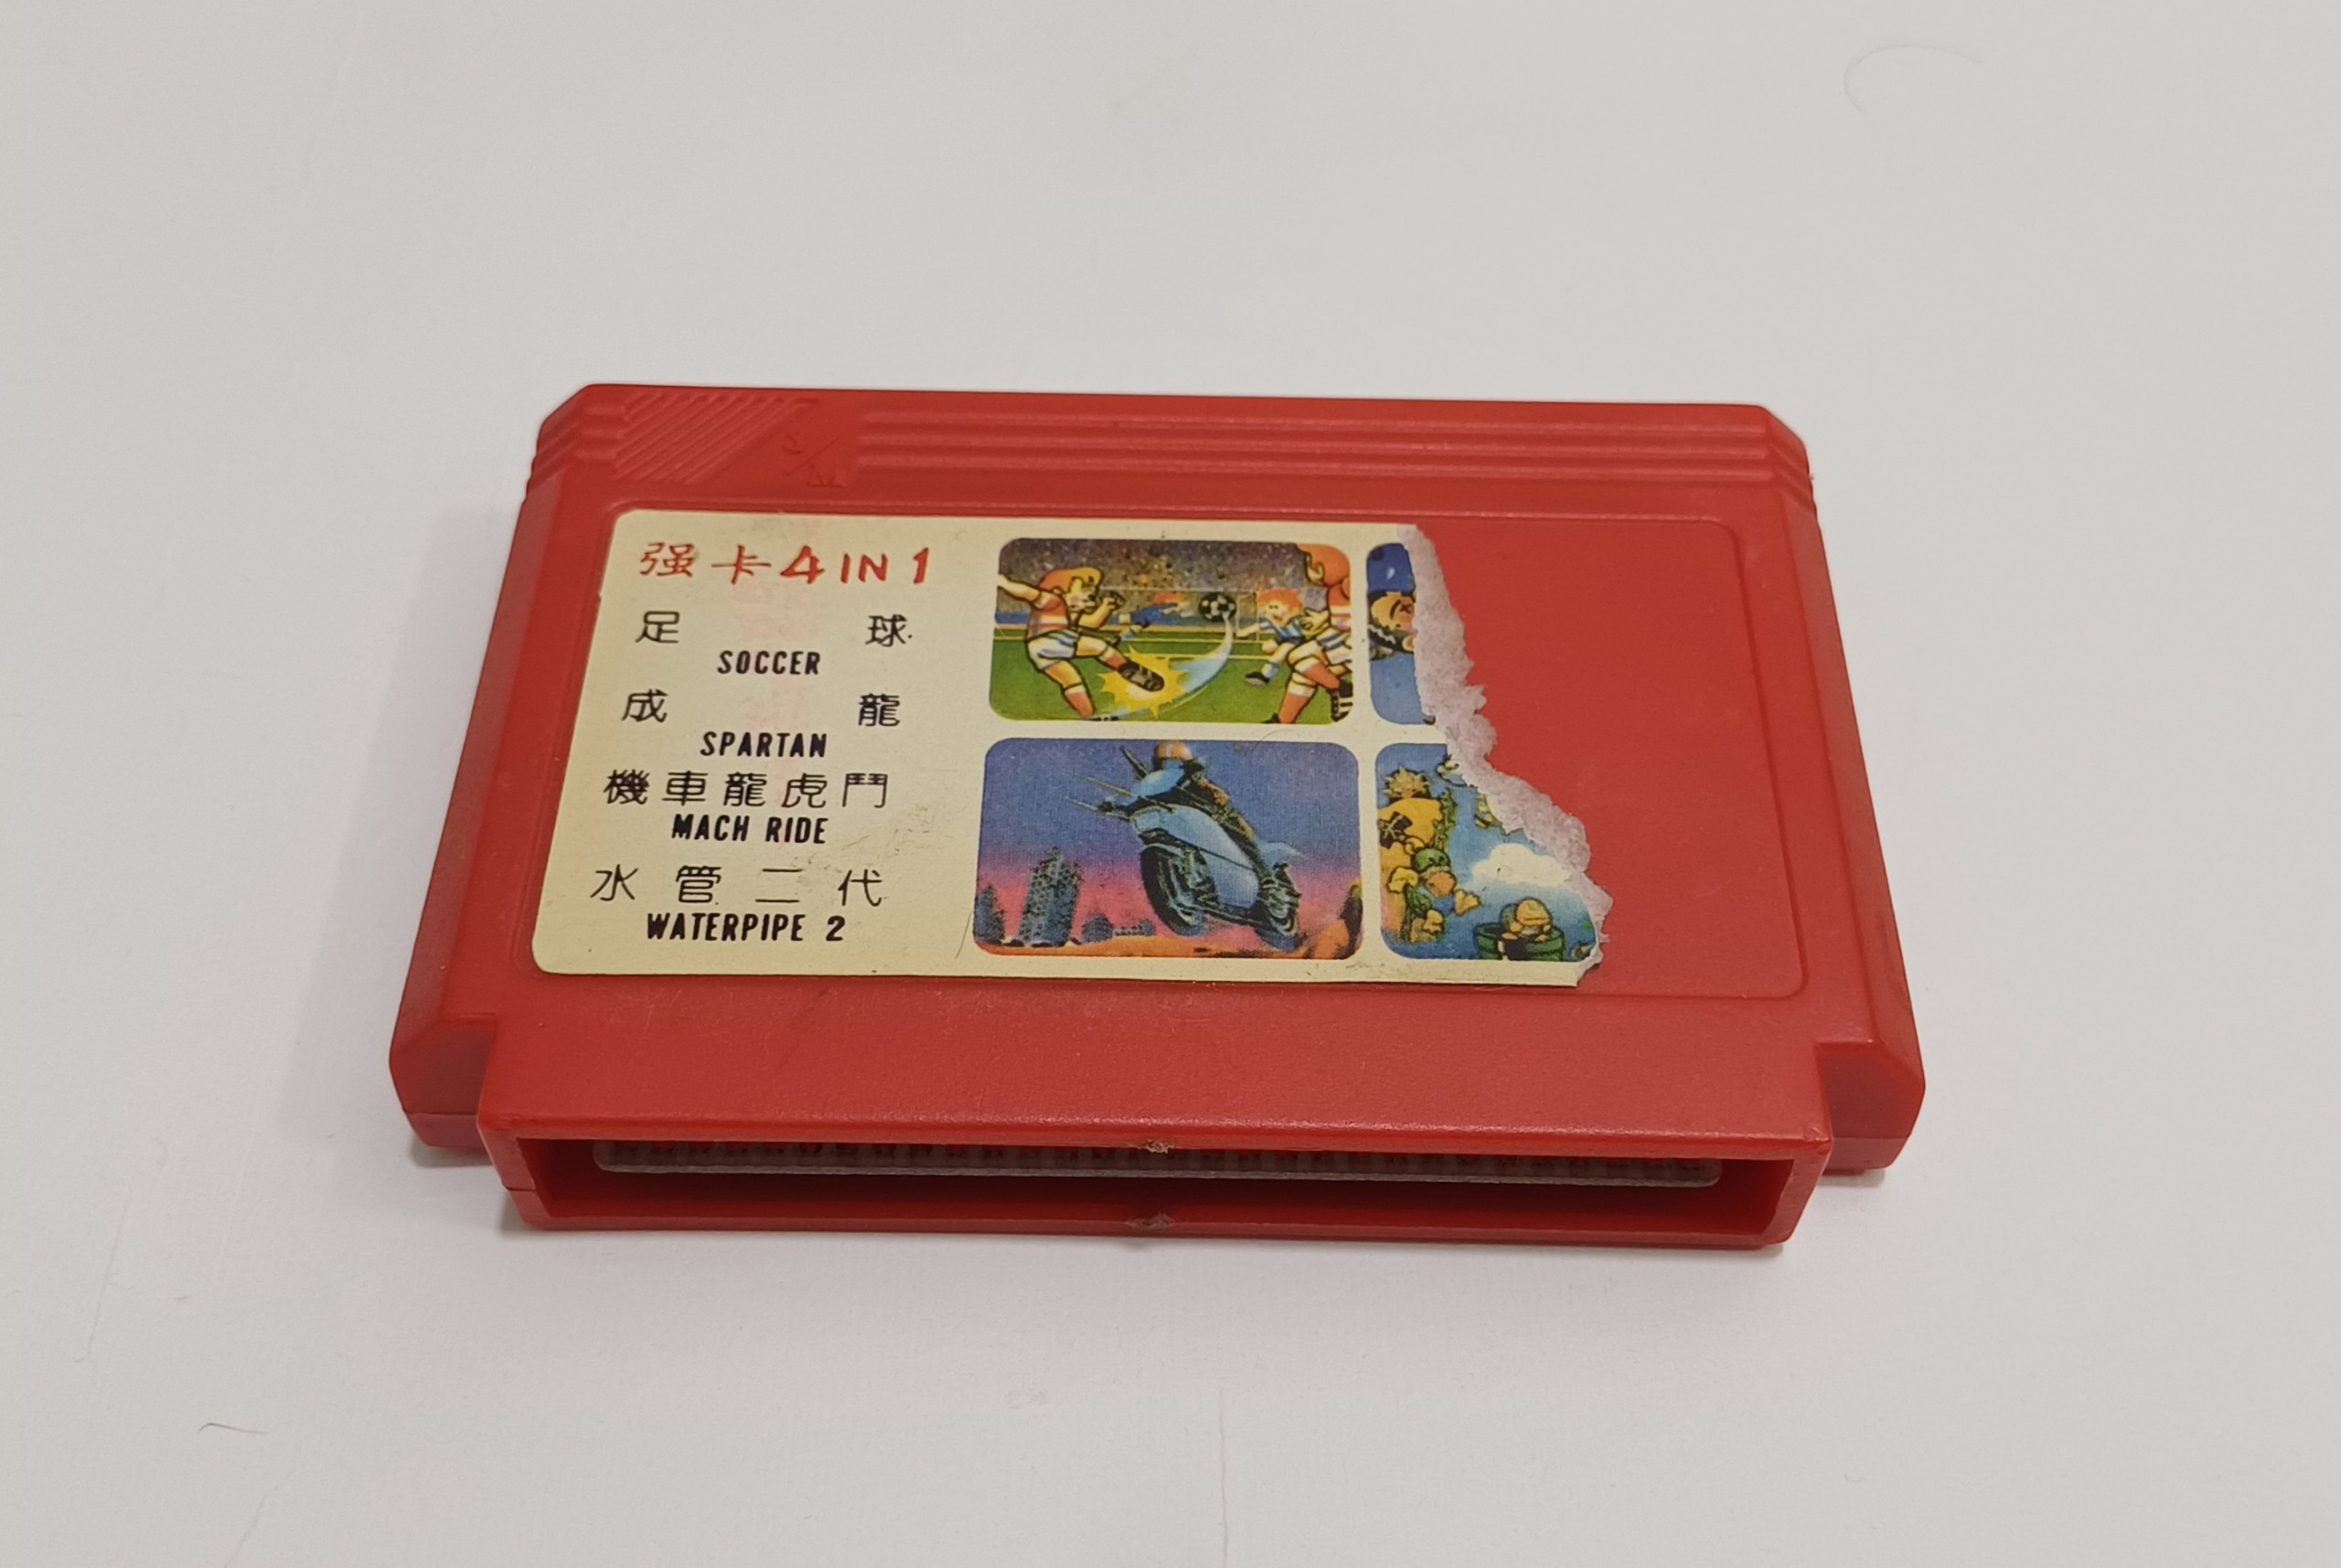 强卡4IN1
足球
SOCCER
成龍
SPARTAN
機車龍虎鬥
MACH RIDE
水管二代
WATERPIPE 2